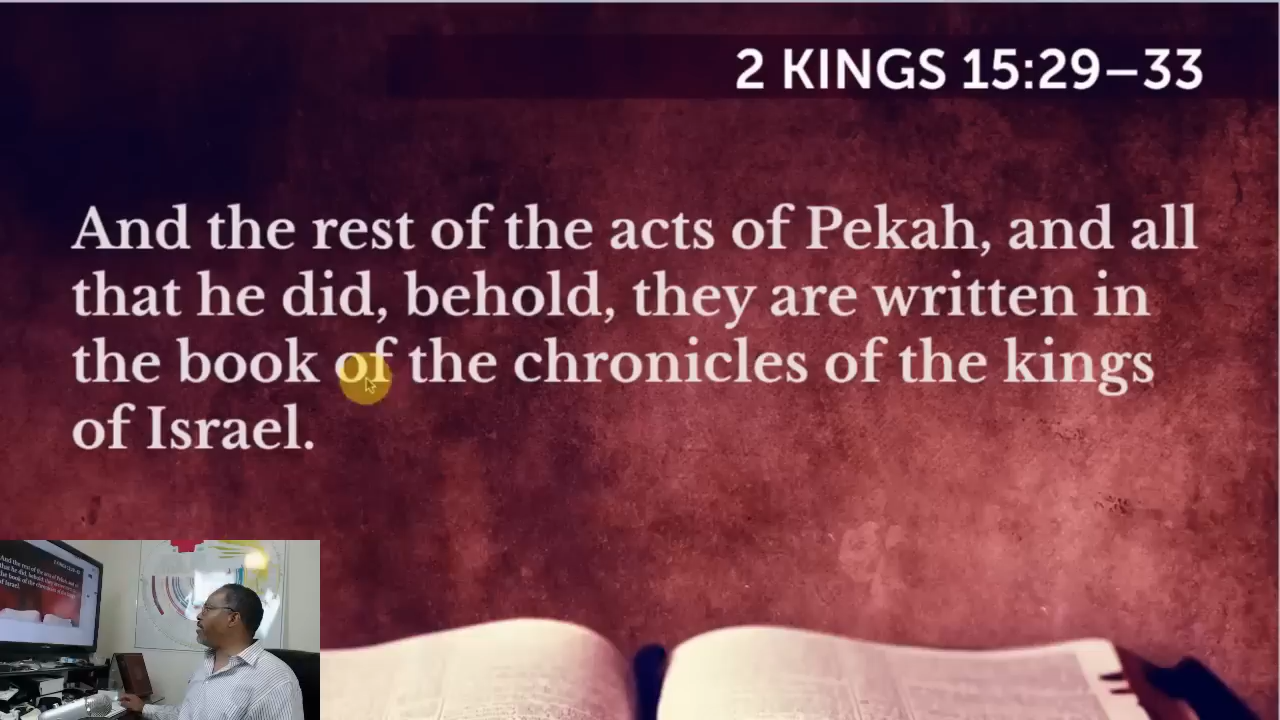 2 KINGS 15:29–33
And the rest of the acts of Pekah, and all
that he did, behold, they are written in
the book of the chronicles of the kings
of Israel.